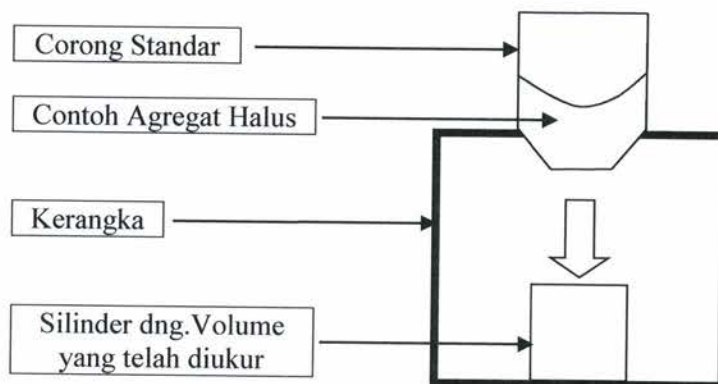 Corong Standar
Contoh Agregat Halus
Kerangka
Silinder dng.Volume
yang telah diukur